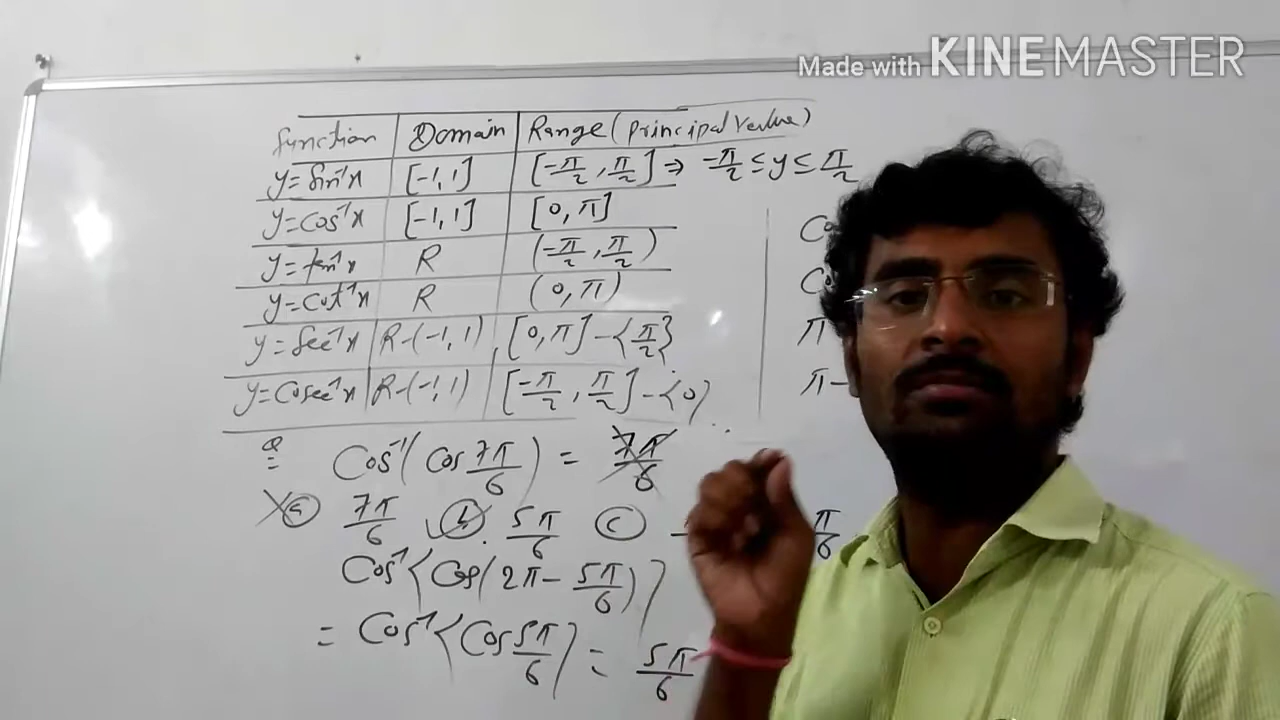 Made with KINEMASTER
function Domain Range (Principal Value)
y = sin⁻¹x [-1, 1] [-π/2, π/2] ⇒ -π/2 ≤ y ≤ π/2
y = Cos⁻¹x [-1, 1] [0, π]
y = tan⁻¹x R (-π/2, π/2)
y = Cot⁻¹x R (0, π)
y = Sec⁻¹x R-(-1, 1) [0, π] - {π/2}
y = Cosec⁻¹x R-(-1, 1) [-π/2, π/2] - {0}
Co
Co
π
π-
Q Cos⁻¹(Cos 7π/6) = 7π/6
(a) 7π/6 (b) 5π/6 (c) π/6
Cos⁻¹{Cos(2π - 5π/6)}
= Cos⁻¹{Cos 5π/6} = 5π/6